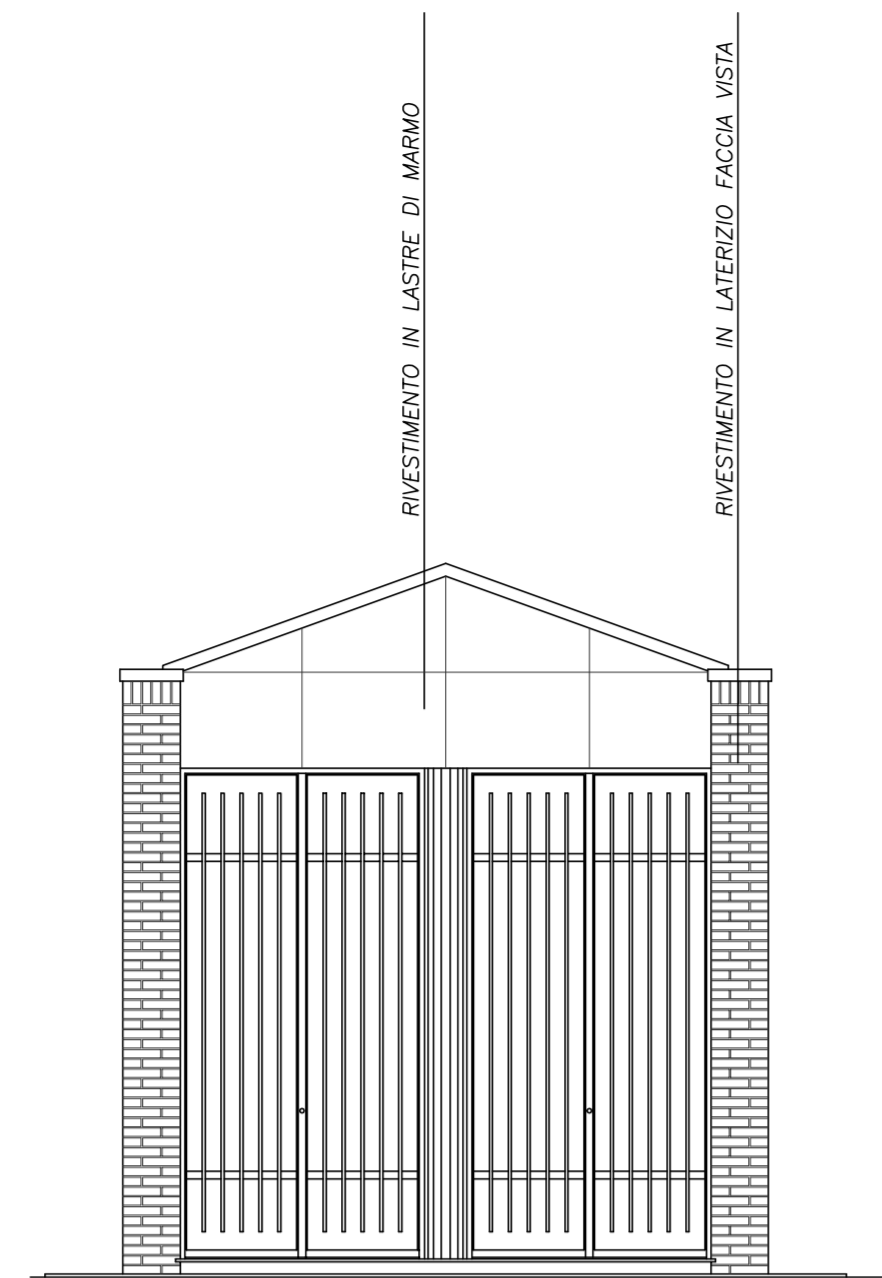 RIVESTIMENTO IN LASTRE DI MARMO
RIVESTIMENTO IN LATERIZIO FACCIA VISTA